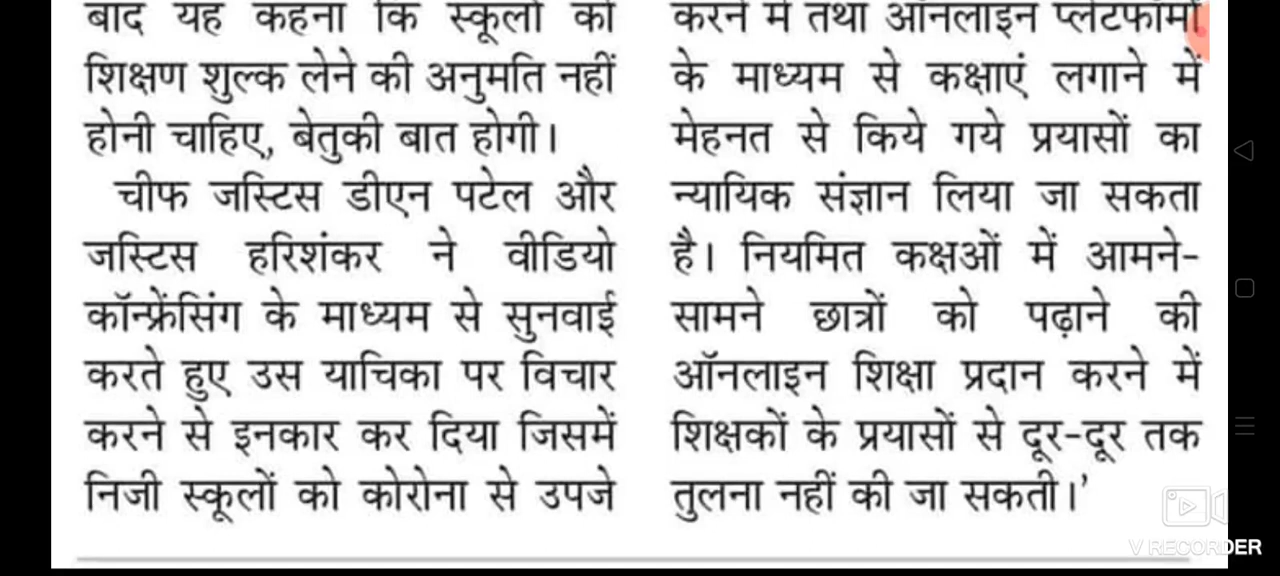 बाद यह कहना कि स्कूलों को
शिक्षण शुल्क लेने की अनुमति नहीं
होनी चाहिए, बेतुकी बात होगी।
चीफ जस्टिस डीएन पटेल और
जस्टिस हरिशंकर ने वीडियो
कॉन्फ्रेंसिंग के माध्यम से सुनवाई
करते हुए उस याचिका पर विचार
करने से इनकार कर दिया जिसमें
निजी स्कूलों को कोरोना से उपजे
करने में तथा ऑनलाइन प्लेटफॉर्मों
के माध्यम से कक्षाएं लगाने में
मेहनत से किये गये प्रयासों का
न्यायिक संज्ञान लिया जा सकता
है। नियमित कक्षओं में आमने-
सामने छात्रों को पढ़ाने की
ऑनलाइन शिक्षा प्रदान करने में
शिक्षकों के प्रयासों से दूर-दूर तक
तुलना नहीं की जा सकती।'
V RECORDER